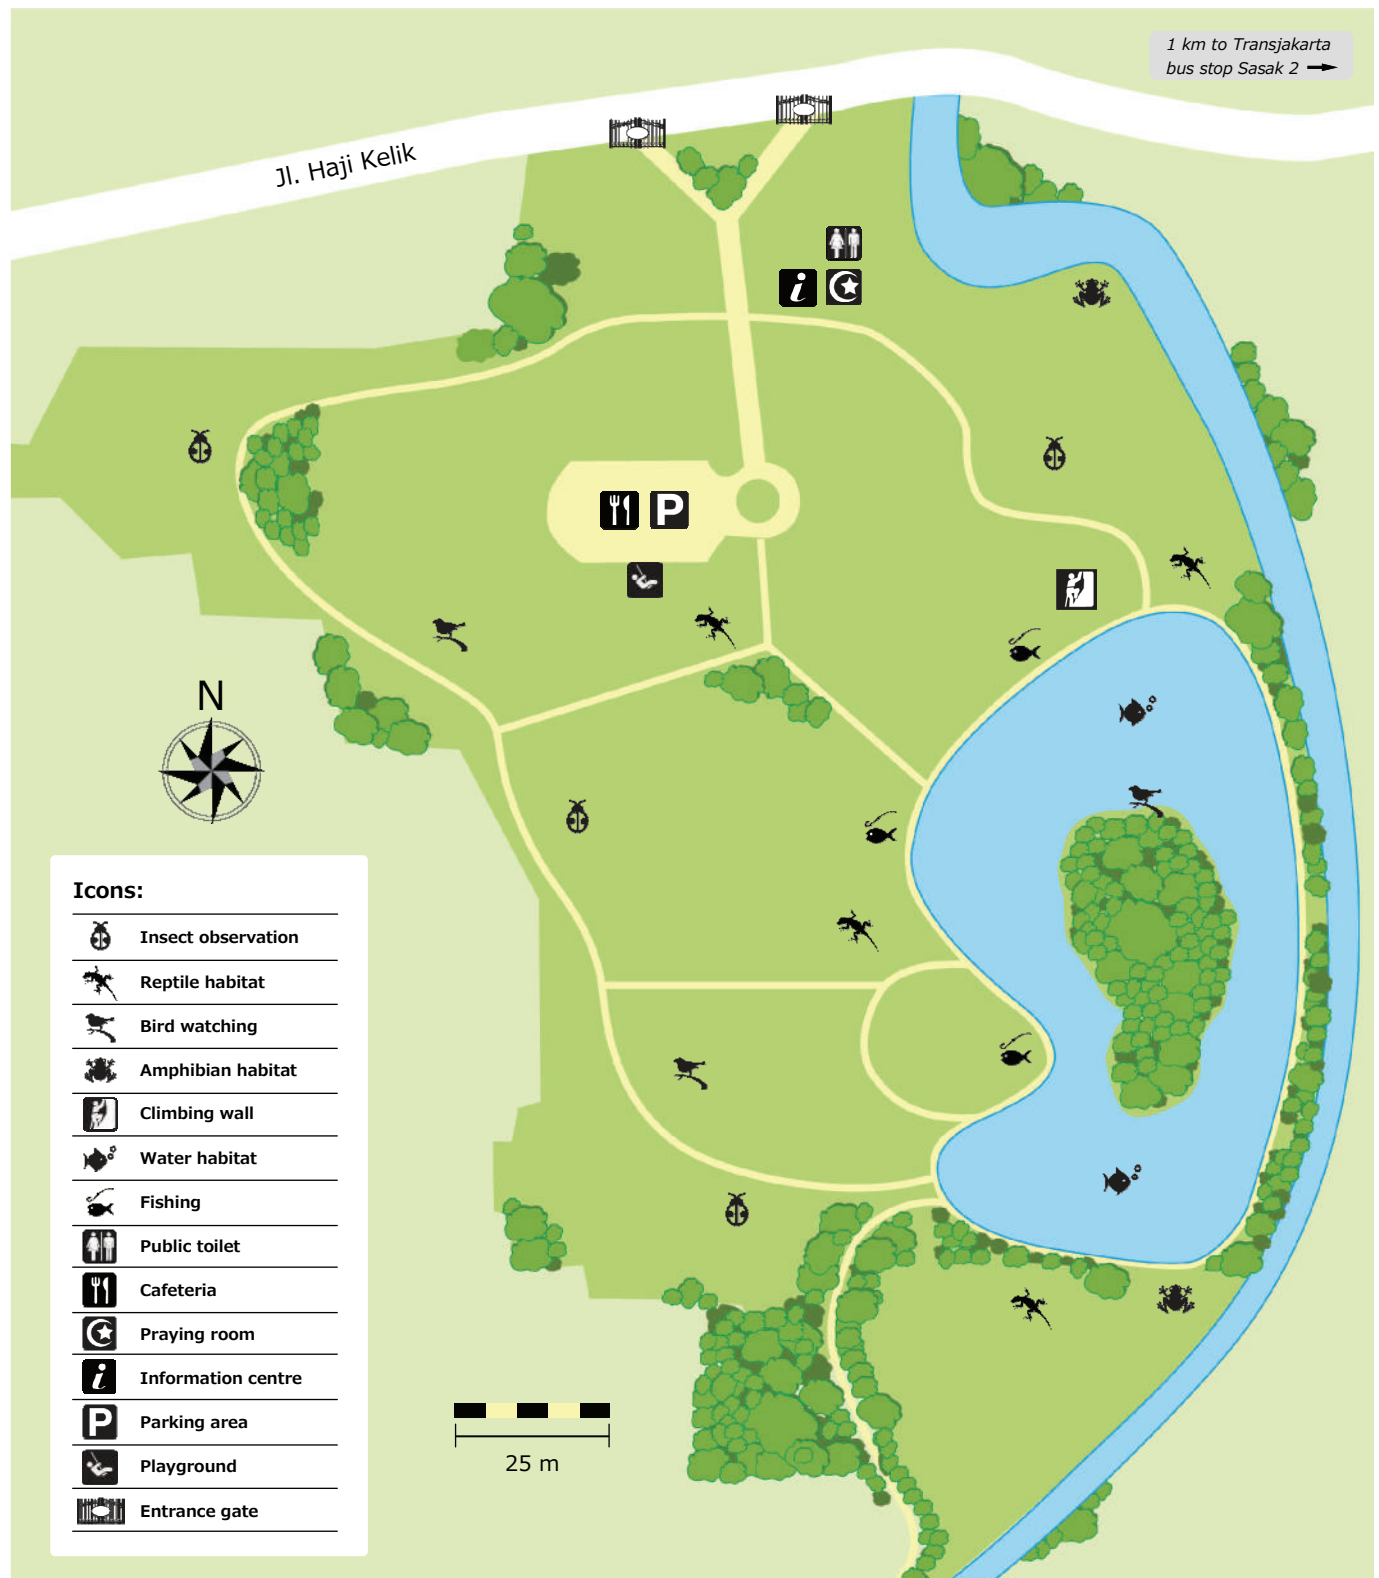 1 km to Transjakarta
bus stop Sasak 2
Jl. Haji Kelik
i
P
N
Icons:
Insect observation
Reptile habitat
Bird watching
Amphibian habitat
Climbing wall
Water habitat
Fishing
Public toilet
Cafeteria
Praying room
i Information centre
P Parking area
Playground
Entrance gate
25 m